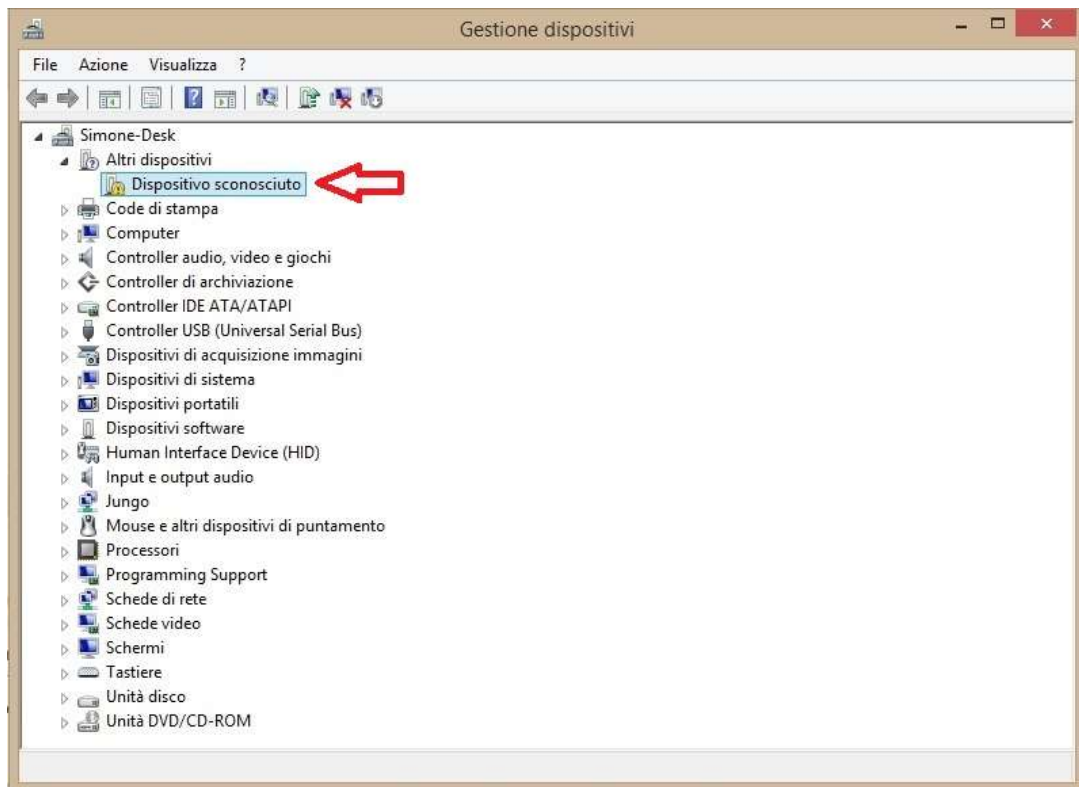 Gestione dispositivi
File Azione Visualizza ?
Simone-Desk
Altri dispositivi
Dispositivo sconosciuto
Code di stampa
Computer
Controller audio, video e giochi
Controller di archiviazione
Controller IDE ATA/ATAPI
Controller USB (Universal Serial Bus)
Dispositivi di acquisizione immagini
Dispositivi di sistema
Dispositivi portatili
Dispositivi software
Human Interface Device (HID)
Input e output audio
Jungo
Mouse e altri dispositivi di puntamento
Processori
Programming Support
Schede di rete
Schede video
Schermi
Tastiere
Unità disco
Unità DVD/CD-ROM